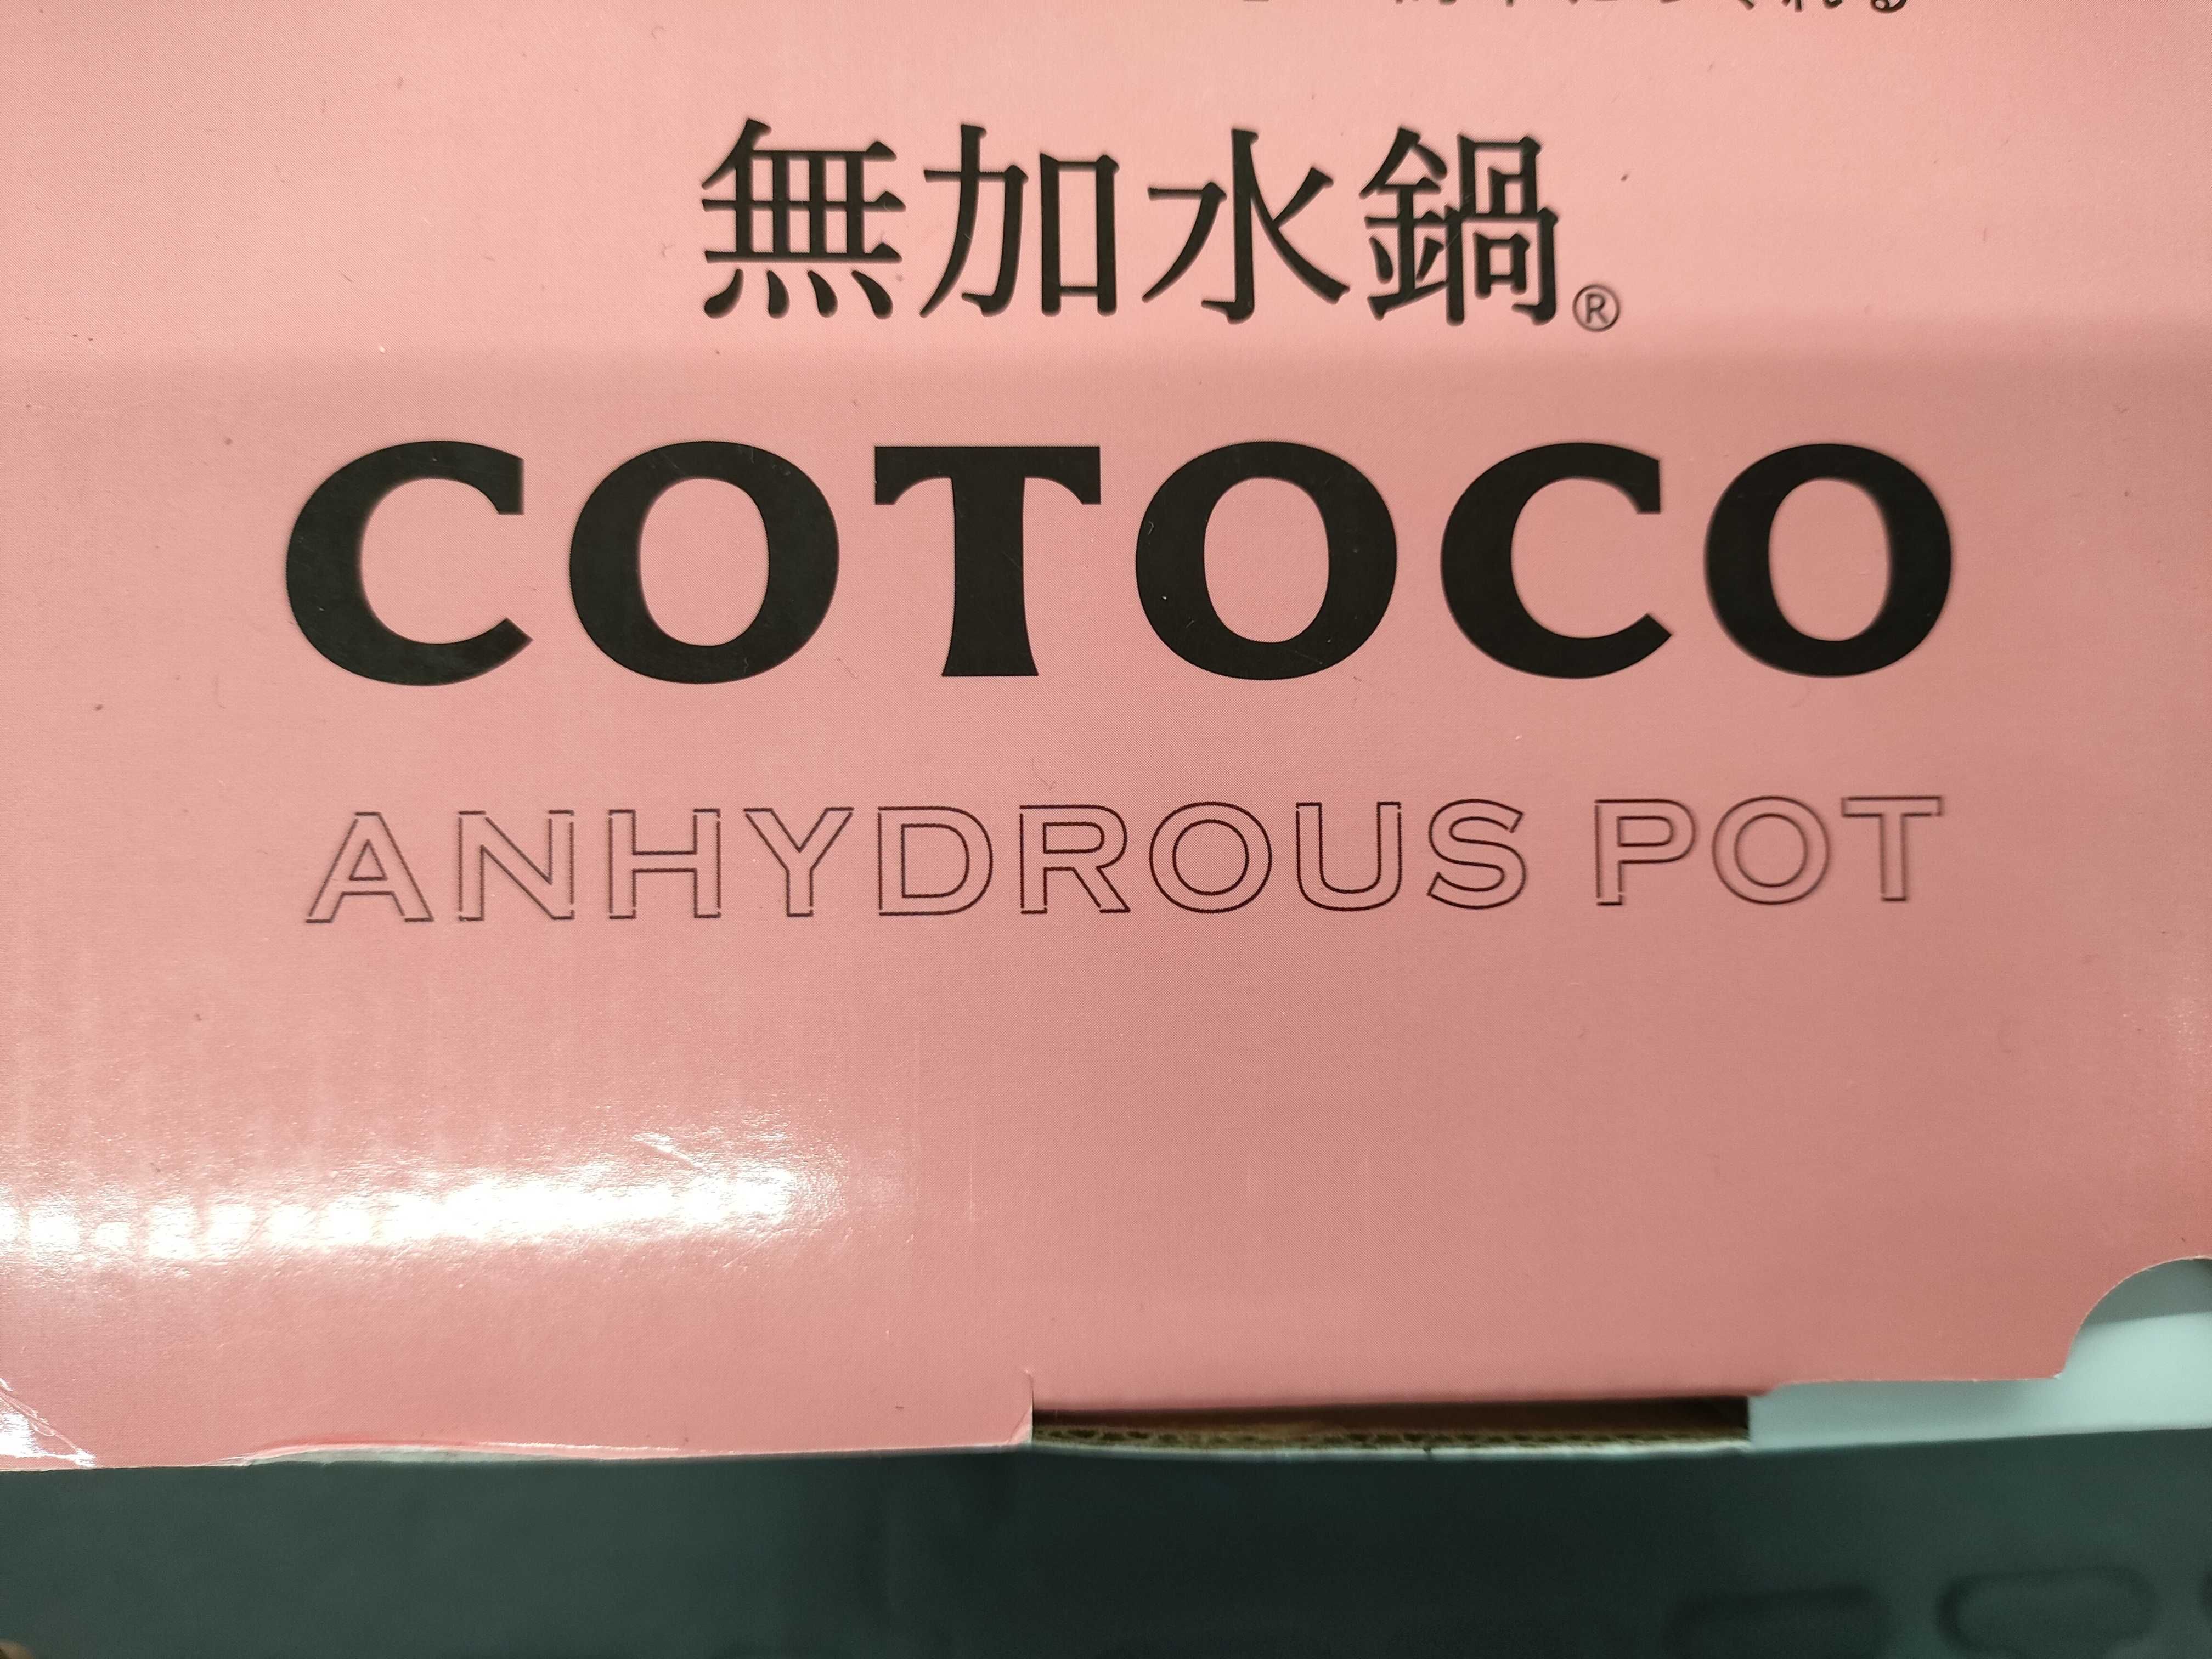 無加水鍋®
COTOCO
ANHYDROUS POT